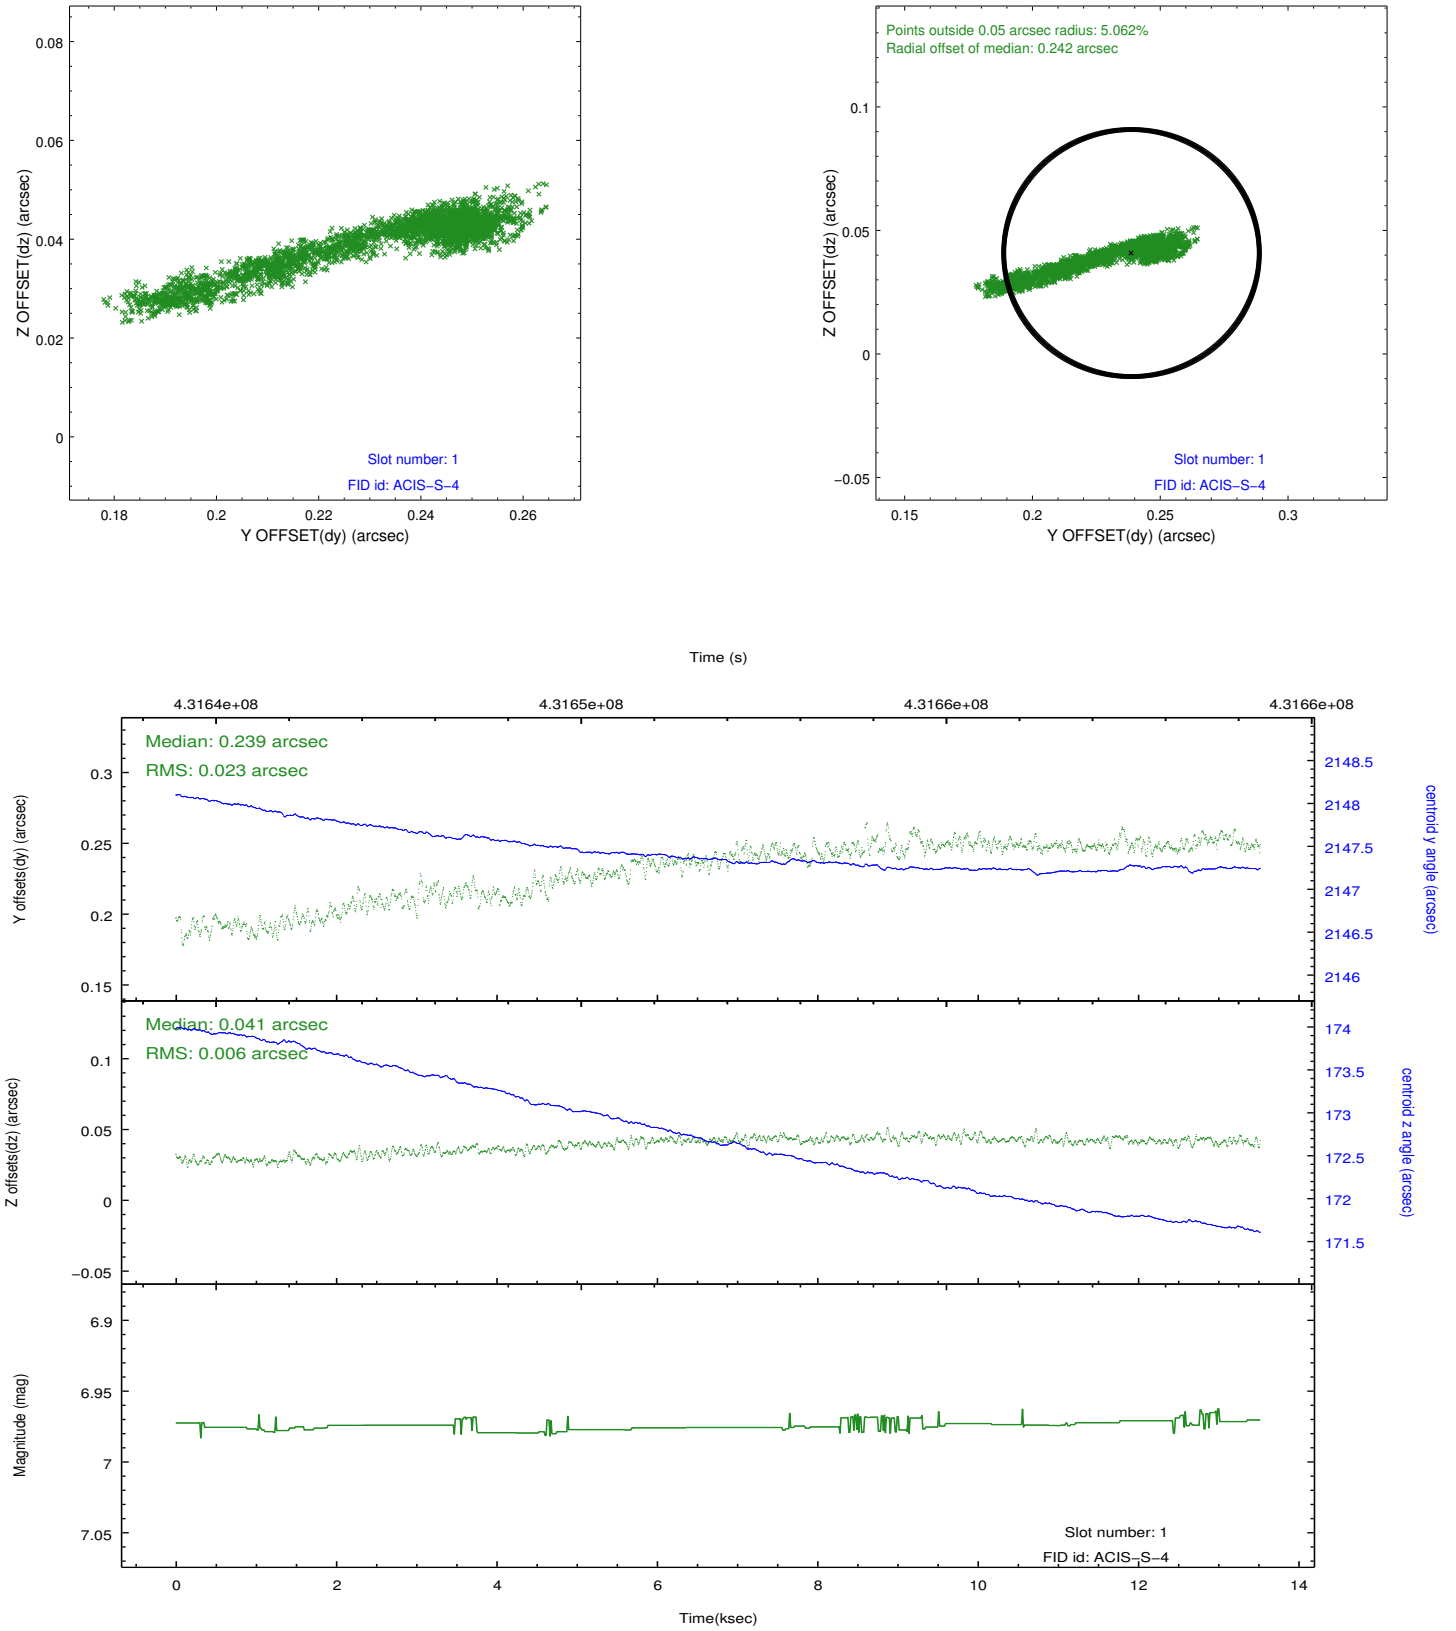 0.08
0.06
0.04
0.02
0
Z OFFSET(dz) (arcsec)
Slot number: 1
FID id: ACIS−S−4
0.18
0.2
0.22
0.24
0.26
Y OFFSET(dy) (arcsec)
Points outside 0.05 arcsec radius: 5.062%
Radial offset of median: 0.242 arcsec
0.1
0.05
0
−0.05
Z OFFSET(dz) (arcsec)
Slot number: 1
FID id: ACIS−S−4
0.15
0.2
0.25
0.3
Y OFFSET(dy) (arcsec)
Time (s)
4.3164e+08
4.3165e+08
4.3166e+08
4.3166e+08
Median: 0.239 arcsec
RMS: 0.023 arcsec
0.3
0.25
0.2
0.15
Y offsets(dy) (arcsec)
2148.5
2148
2147.5
2147
2146.5
2146
centroid y angle (arcsec)
Median: 0.041 arcsec
RMS: 0.006 arcsec
0.1
0.05
0
−0.05
Z offsets(dz) (arcsec)
174
173.5
173
172.5
172
171.5
centroid z angle (arcsec)
6.9
6.95
7
7.05
Magnitude (mag)
Slot number: 1
FID id: ACIS−S−4
0
2
4
6
8
10
12
14
Time(ksec)